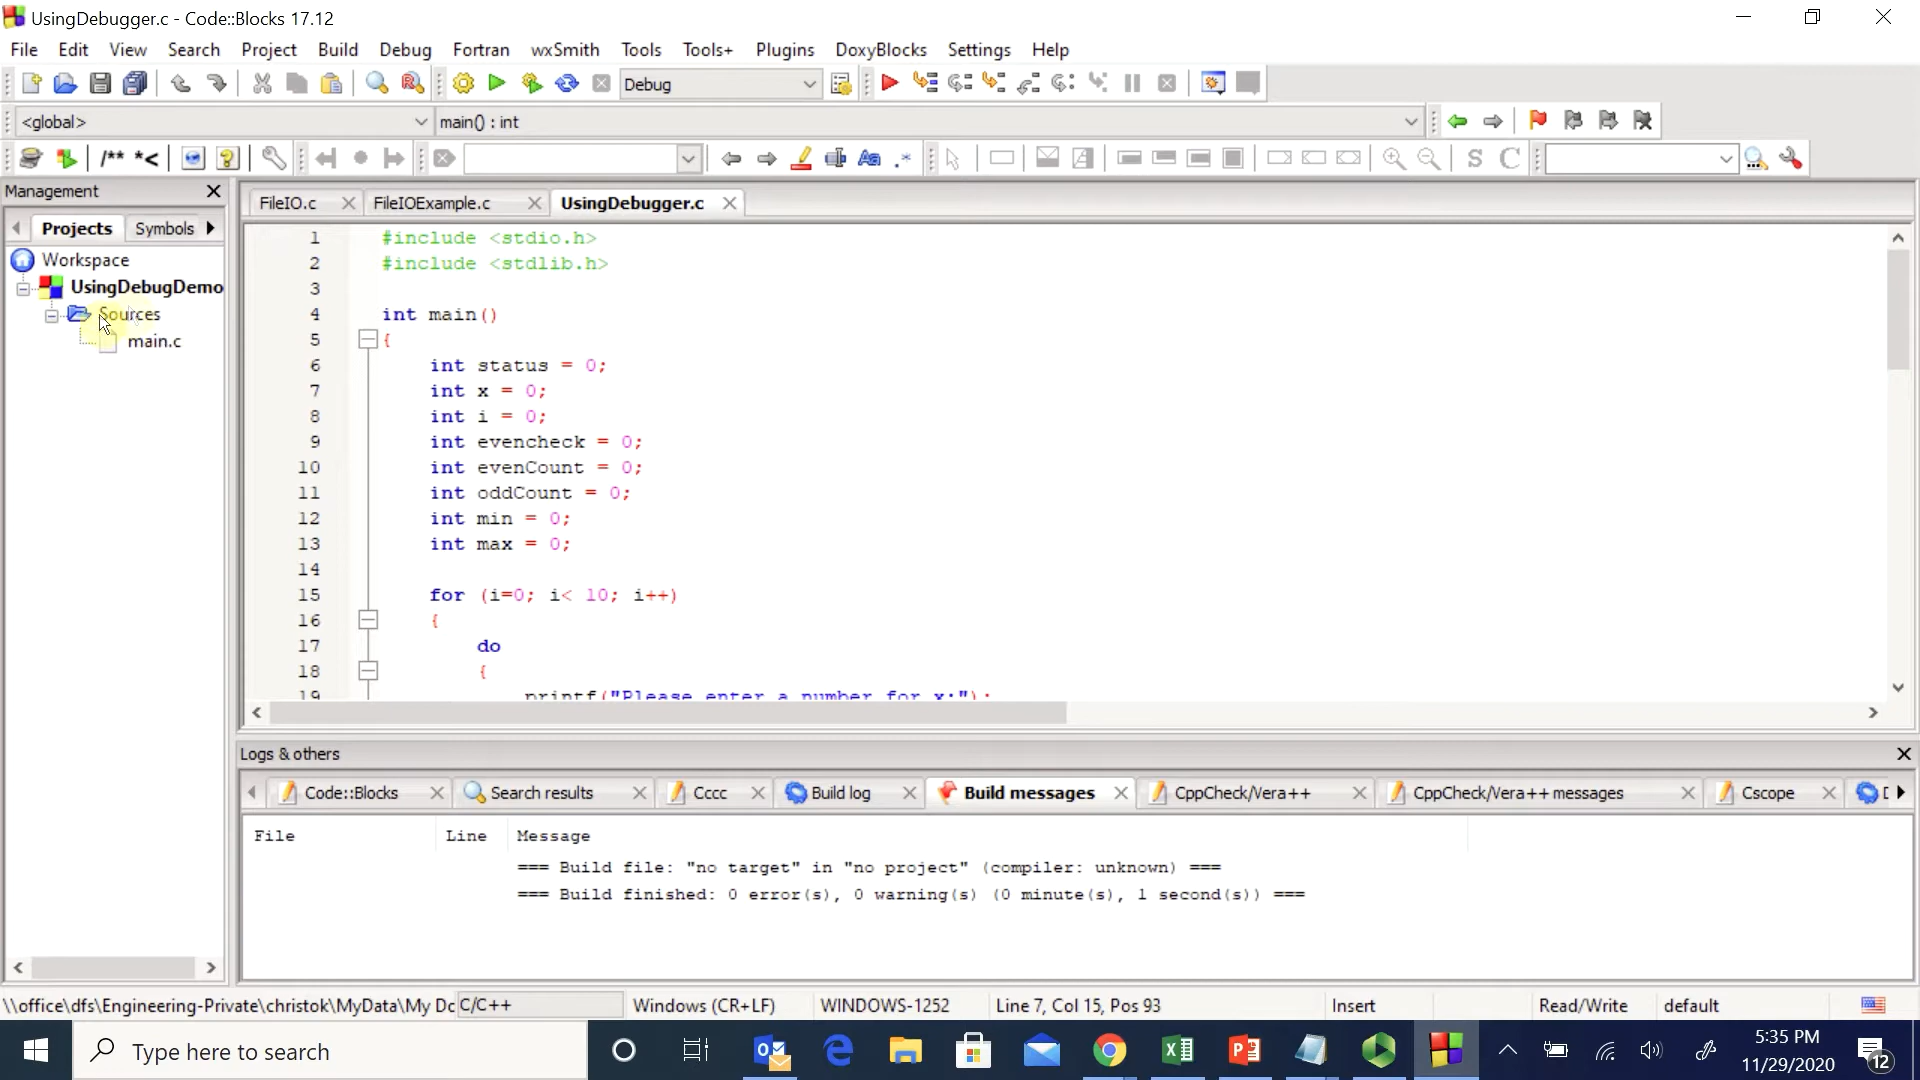 UsingDebugger.c - Code::Blocks 17.12
File Edit View Search Project Build Debug Fortran wxSmith Tools Tools+ Plugins DoxyBlocks Settings Help
Debug
<global> main() : int
/** *<
Management
Projects Symbols
Workspace
UsingDebugDemo
Sources
main.c
FileIO.c FileIOExample.c UsingDebugger.c
1 #include <stdio.h>
2 #include <stdlib.h>
3
4 int main()
5 {
6 int status = 0;
7 int x = 0;
8 int i = 0;
9 int evencheck = 0;
10 int evenCount = 0;
11 int oddCount = 0;
12 int min = 0;
13 int max = 0;
14
15 for (i=0; i< 10; i++)
16 {
17 do
18 {
19 printf("Please enter a number for x:");
Logs & others
Code::Blocks Search results Cccc Build log Build messages CppCheck/Vera++ CppCheck/Vera++ messages Cscope D
File Line Message
=== Build file: "no target" in "no project" (compiler: unknown) ===
=== Build finished: 0 error(s), 0 warning(s) (0 minute(s), 1 second(s)) ===
\\office\dfs\Engineering-Private\christok\MyData\My Dc C/C++ Windows (CR+LF) WINDOWS-1252 Line 7, Col 15, Pos 93 Insert Read/Write default
Type here to search
5:35 PM
11/29/2020
12